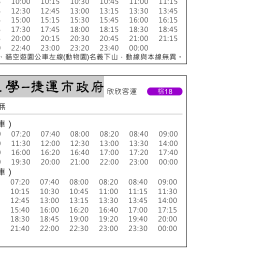 10:00 10:15 10:30 10:45 11:00 11:15
12:30 12:45 13:00 13:15 13:30 13:45
15:00 15:15 15:30 15:45 16:00 16:15
17:30 17:45 18:00 18:15 18:30 18:45
20:00 20:15 20:30 20:45 21:00 21:15
22:40 23:00 23:20 23:40 00:00
、貓空遊園公車左線(動物園)名義下山，動線與本線無異。
學－捷運市政府 欣欣客運 棕18
無
車）
07:20 07:40 08:00 08:20 08:40 09:00
11:30 12:00 12:30 13:00 13:30 14:00
16:00 16:20 16:40 17:00 17:20 17:40
19:30 20:00 21:00 22:00 23:00 00:00
車）
07:20 07:40 08:00 08:20 08:40 09:00
10:15 10:30 10:45 11:00 11:15 11:30
12:45 13:00 13:15 13:30 13:45 14:00
15:40 16:00 16:20 16:40 17:00 17:15
18:30 18:45 19:00 19:20 19:40 20:00
21:40 22:00 22:30 23:00 23:30 00:00